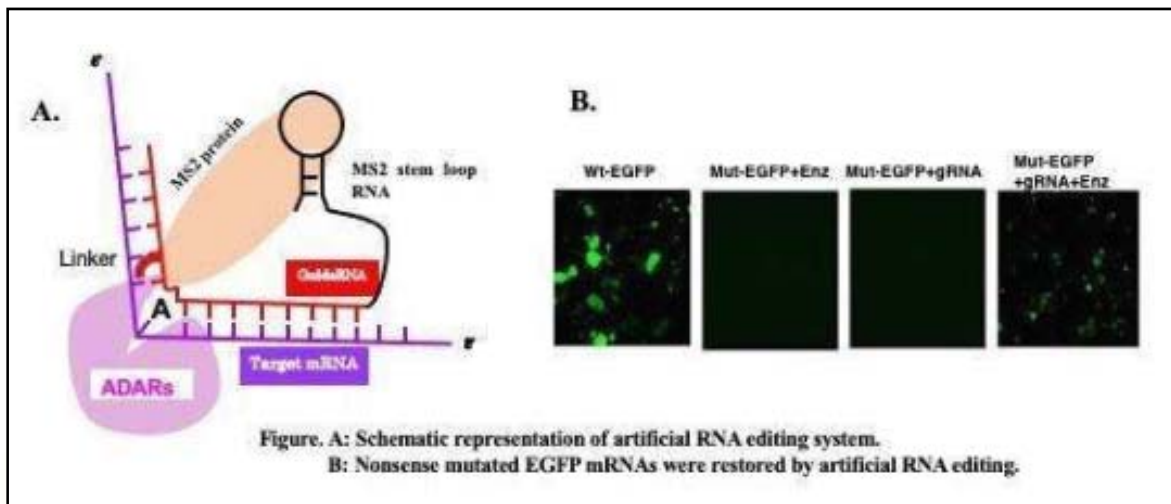 A.
MS2 protein
MS2 stem loop
RNA
Linker
A
GuideRNA
Target mRNA
ADARs
B.
Wt-EGFP
Mut-EGFP+Enz
Mut-EGFP+gRNA
Mut-EGFP
+gRNA+Enz
Figure. A: Schematic representation of artificial RNA editing system.
B: Nonsense mutated EGFP mRNAs were restored by artificial RNA editing.